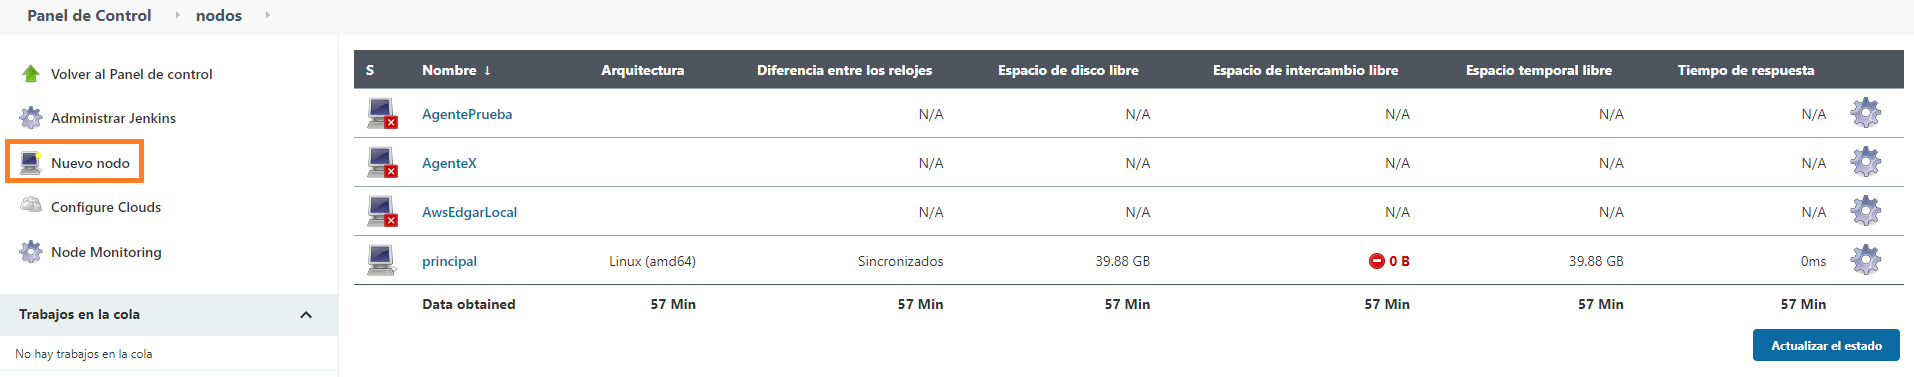 Panel de Control nodos
Volver al Panel de control
Administrar Jenkins
Nuevo nodo
Configure Clouds
Node Monitoring
Trabajos en la cola
No hay trabajos en la cola
S Nombre ↓ Arquitectura Diferencia entre los relojes Espacio de disco libre Espacio de intercambio libre Espacio temporal libre Tiempo de respuesta
AgentePrueba N/A N/A N/A N/A N/A
AgenteX N/A N/A N/A N/A N/A
AwsEdgarLocal N/A N/A N/A N/A N/A
principal Linux (amd64) Sincronizados 39.88 GB 0 B 39.88 GB 0ms
Data obtained 57 Min 57 Min 57 Min 57 Min 57 Min 57 Min
Actualizar el estado